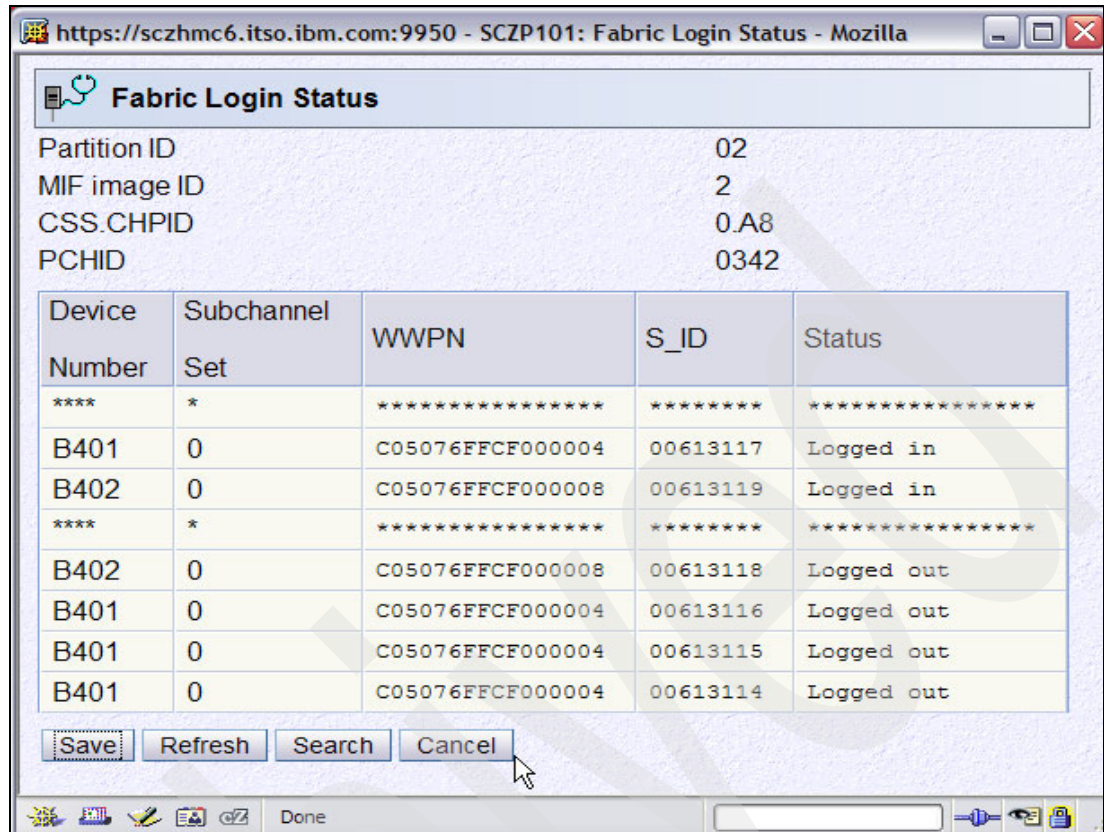 https://sczhmc6.itso.ibm.com:9950 - SCZP101: Fabric Login Status - Mozilla
Fabric Login Status
Partition ID 02
MIF image ID 2
CSS.CHPID 0.A8
PCHID 0342
Device Number Subchannel Set WWPN S_ID Status
**** * **************** ******** ****************
B401 0 C05076FFCF000004 00613117 Logged in
B402 0 C05076FFCF000008 00613119 Logged in
**** * **************** ******** ****************
B402 0 C05076FFCF000008 00613118 Logged out
B401 0 C05076FFCF000004 00613116 Logged out
B401 0 C05076FFCF000004 00613115 Logged out
B401 0 C05076FFCF000004 00613114 Logged out
Save Refresh Search Cancel
Done